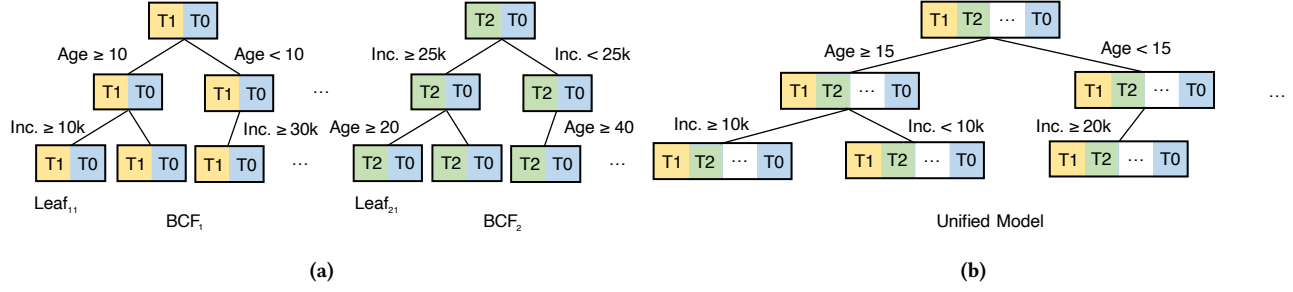 T1 T0
Age ≥ 10 Age < 10
T1 T0 T1 T0 ...
Inc. ≥ 10k Inc. ≥ 30k
T1 T0 T1 T0 T1 T0 ...
Leaf₁₁
BCF₁
T2 T0
Inc. ≥ 25k Inc. < 25k
T2 T0 T2 T0
Age ≥ 20 Age ≥ 40
T2 T0 T2 T0 T2 T0 ...
Leaf₂₁
BCF₂
(a)
T1 T2 ... T0
Age ≥ 15 Age < 15
T1 T2 ... T0 T1 T2 ... T0 ...
Inc. ≥ 10k Inc. < 10k Inc. ≥ 20k
T1 T2 ... T0 T1 T2 ... T0 T1 T2 ... T0
Unified Model
(b)